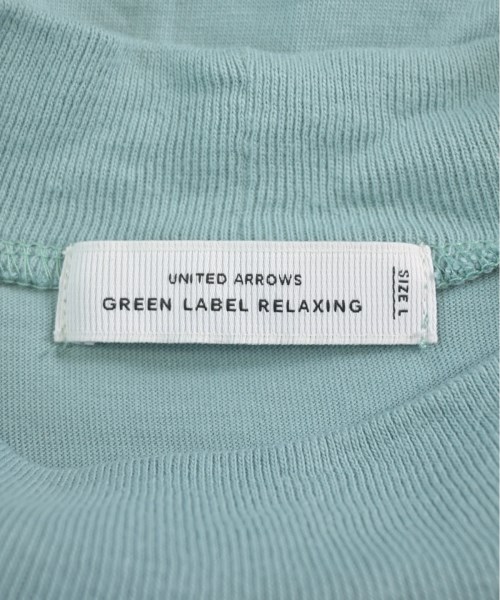 UNITED ARROWS
GREEN LABEL RELAXING
SIZE L